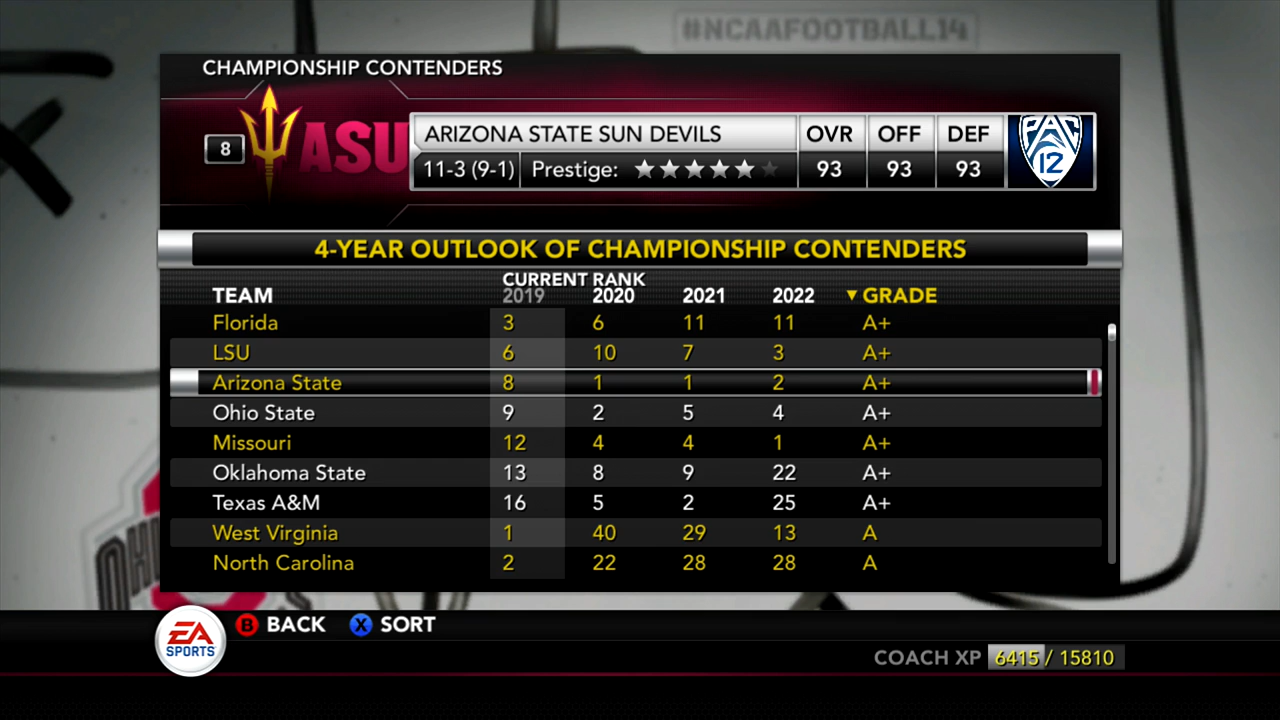 #NCAAFOOTBALL14
CHAMPIONSHIP CONTENDERS
8 ASU ARIZONA STATE SUN DEVILS OVR OFF DEF PAC 12
11-3 (9-1) Prestige: 93 93 93
4-YEAR OUTLOOK OF CHAMPIONSHIP CONTENDERS
CURRENT RANK
TEAM 2019 2020 2021 2022 GRADE
Florida 3 6 11 11 A+
LSU 6 10 7 3 A+
Arizona State 8 1 1 2 A+
Ohio State 9 2 5 4 A+
Missouri 12 4 4 1 A+
Oklahoma State 13 8 9 22 A+
Texas A&M 16 5 2 25 A+
West Virginia 1 40 29 13 A
North Carolina 2 22 28 28 A
EA SPORTS B BACK X SORT
COACH XP 6415 / 15810